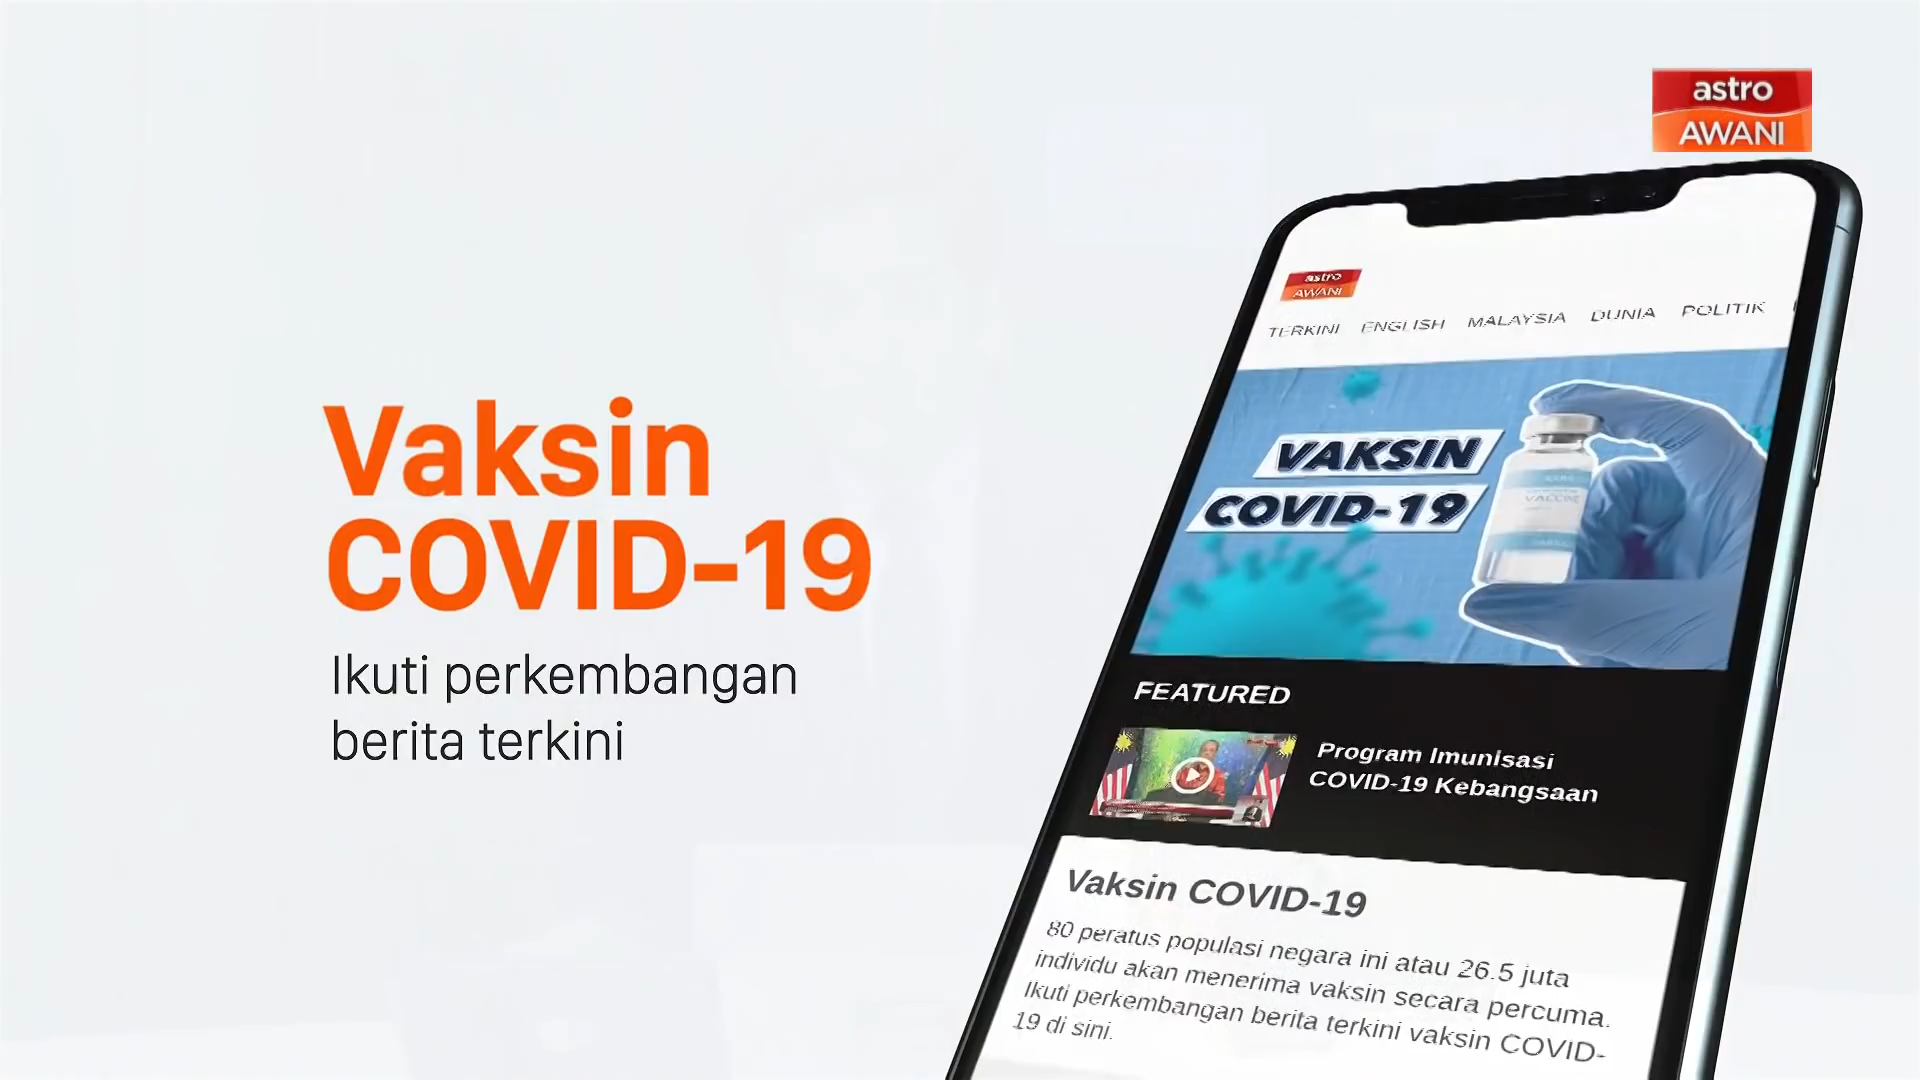 astro
AWANI
Vaksin
COVID-19
Ikuti perkembangan
berita terkini
astro
AWANI
TERKINI ENGLISH MALAYSIA DUNIA POLITIK
VAKSIN
COVID-19
VACCINE
FEATURED
Program Imunisasi
COVID-19 Kebangsaan
Vaksin COVID-19
80 peratus populasi negara ini atau 26.5 juta
individu akan menerima vaksin secara percuma.
Ikuti perkembangan berita terkini vaksin COVID-
19 di sini.